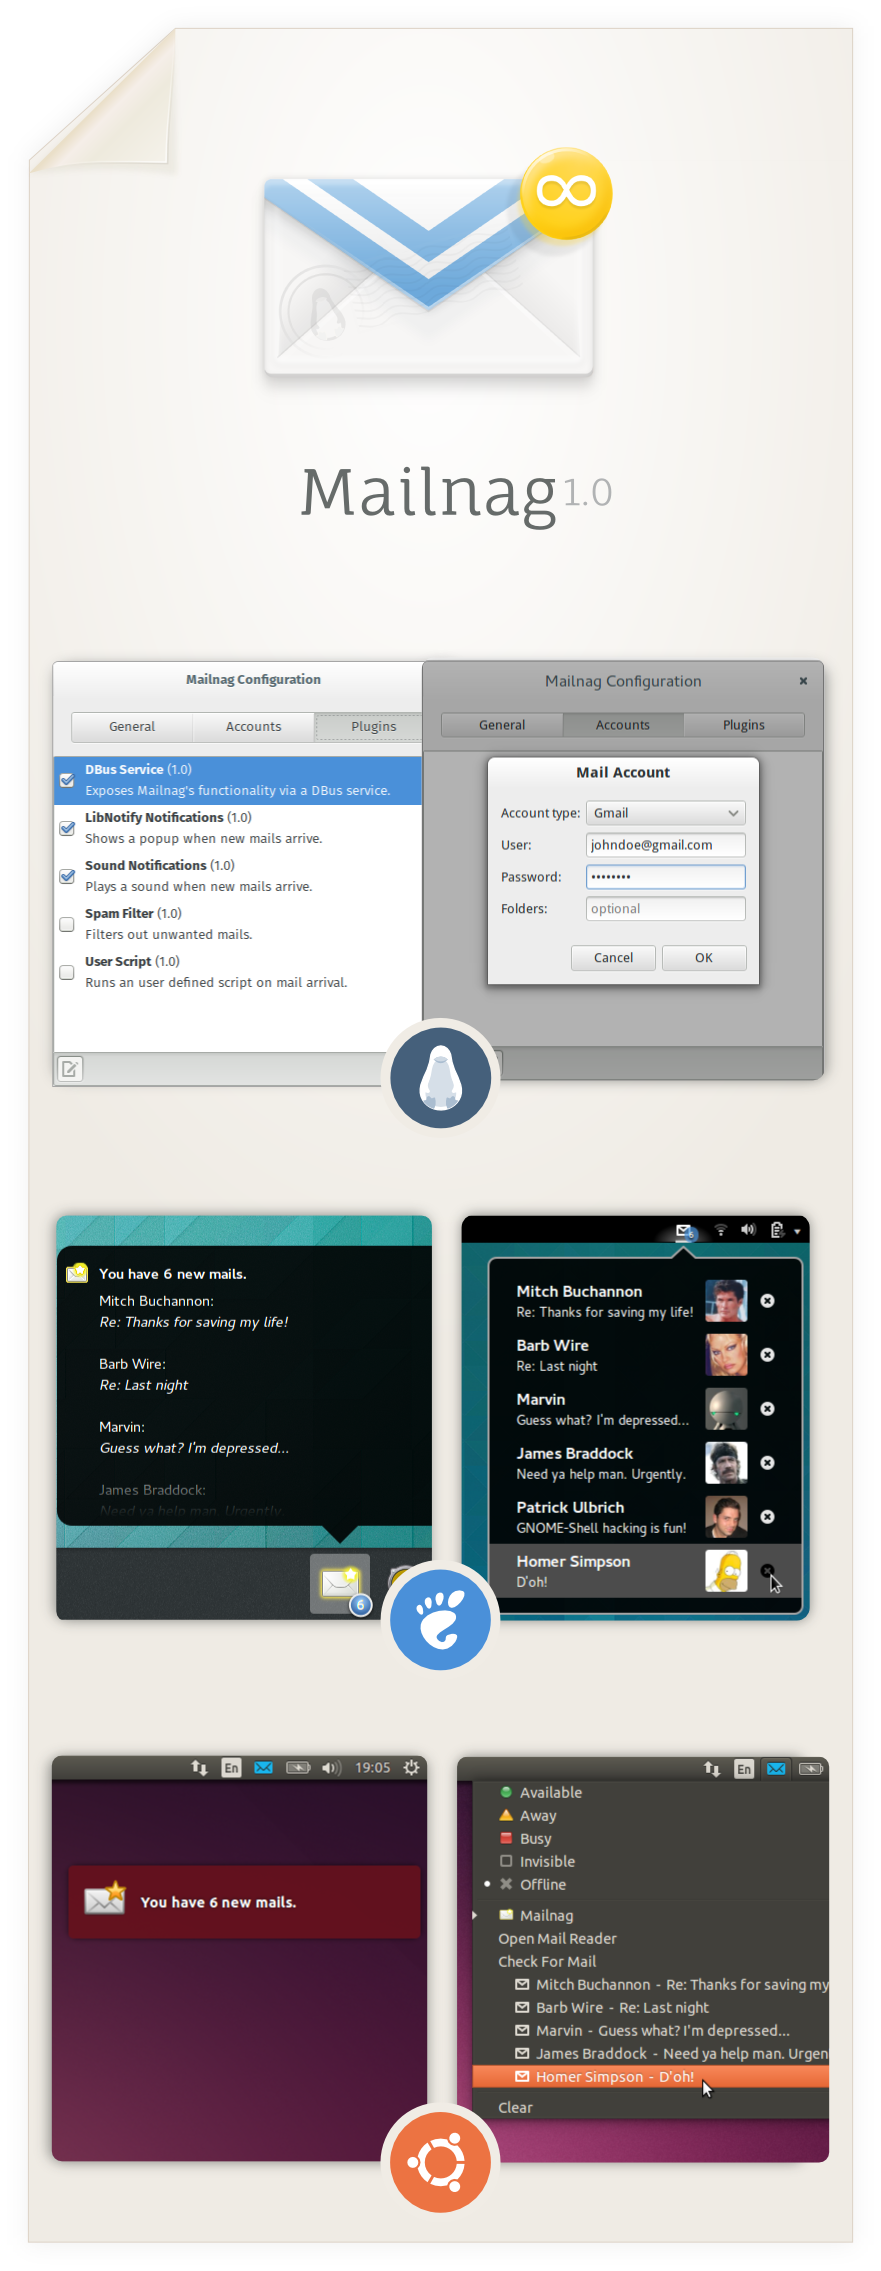 Mailnag 1.0
Mailnag Configuration
General Accounts Plugins
DBus Service (1.0)
Exposes Mailnag's functionality via a DBus service.
LibNotify Notifications (1.0)
Shows a popup when new mails arrive.
Sound Notifications (1.0)
Plays a sound when new mails arrive.
Spam Filter (1.0)
Filters out unwanted mails.
User Script (1.0)
Runs an user defined script on mail arrival.
Mailnag Configuration
General Accounts Plugins
Mail Account
Account type: Gmail
User: johndoe@gmail.com
Password: ••••••••
Folders: optional
Cancel OK
You have 6 new mails.
Mitch Buchannon:
Re: Thanks for saving my life!
Barb Wire:
Re: Last night
Marvin:
Guess what? I'm depressed...
James Braddock:
Need ya help man. Urgently.
6
6
Mitch Buchannon
Re: Thanks for saving my life!
Barb Wire
Re: Last night
Marvin
Guess what? I'm depressed...
James Braddock
Need ya help man. Urgently.
Patrick Ulbrich
GNOME-Shell hacking is fun!
Homer Simpson
D'oh!
En 19:05
You have 6 new mails.
En
Available
Away
Busy
Invisible
Offline
Mailnag
Open Mail Reader
Check For Mail
Mitch Buchannon - Re: Thanks for saving my
Barb Wire - Re: Last night
Marvin - Guess what? I'm depressed...
James Braddock - Need ya help man. Urgen
Homer Simpson - D'oh!
Clear